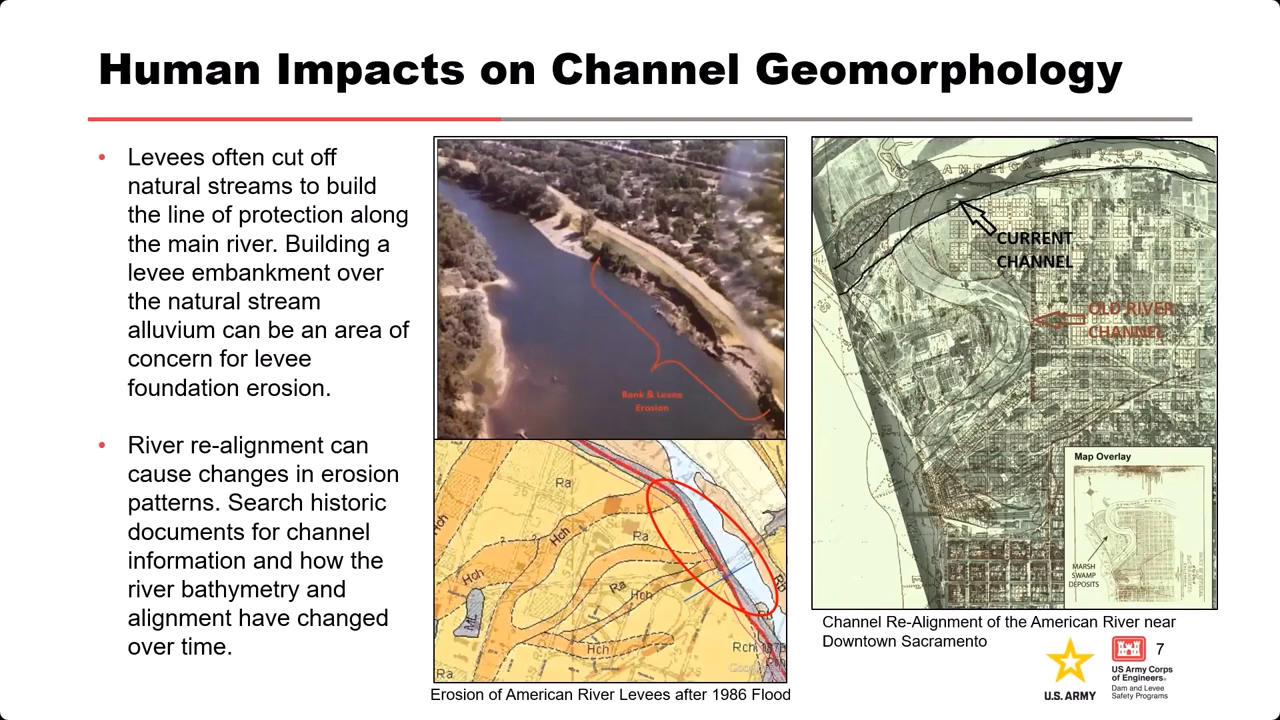 Human Impacts on Channel Geomorphology
• Levees often cut off
natural streams to build
the line of protection along
the main river. Building a
levee embankment over
the natural stream
alluvium can be an area of
concern for levee
foundation erosion.
• River re-alignment can
cause changes in erosion
patterns. Search historic
documents for channel
information and how the
river bathymetry and
alignment have changed
over time.
Bank & Levee
Erosion
Ra
Hch
Ra
Hch
Hch
Ra
Hch
Hch
Ra
Rb
Rch
Erosion of American River Levees after 1986 Flood
AMERICAN RIVER
CURRENT
CHANNEL
OLD RIVER
CHANNEL
Map Overlay
MARSH
SWAMP
DEPOSITS
Channel Re-Alignment of the American River near
Downtown Sacramento
U.S. ARMY
US Army Corps
of Engineers®
Dam and Levee
Safety Programs
7